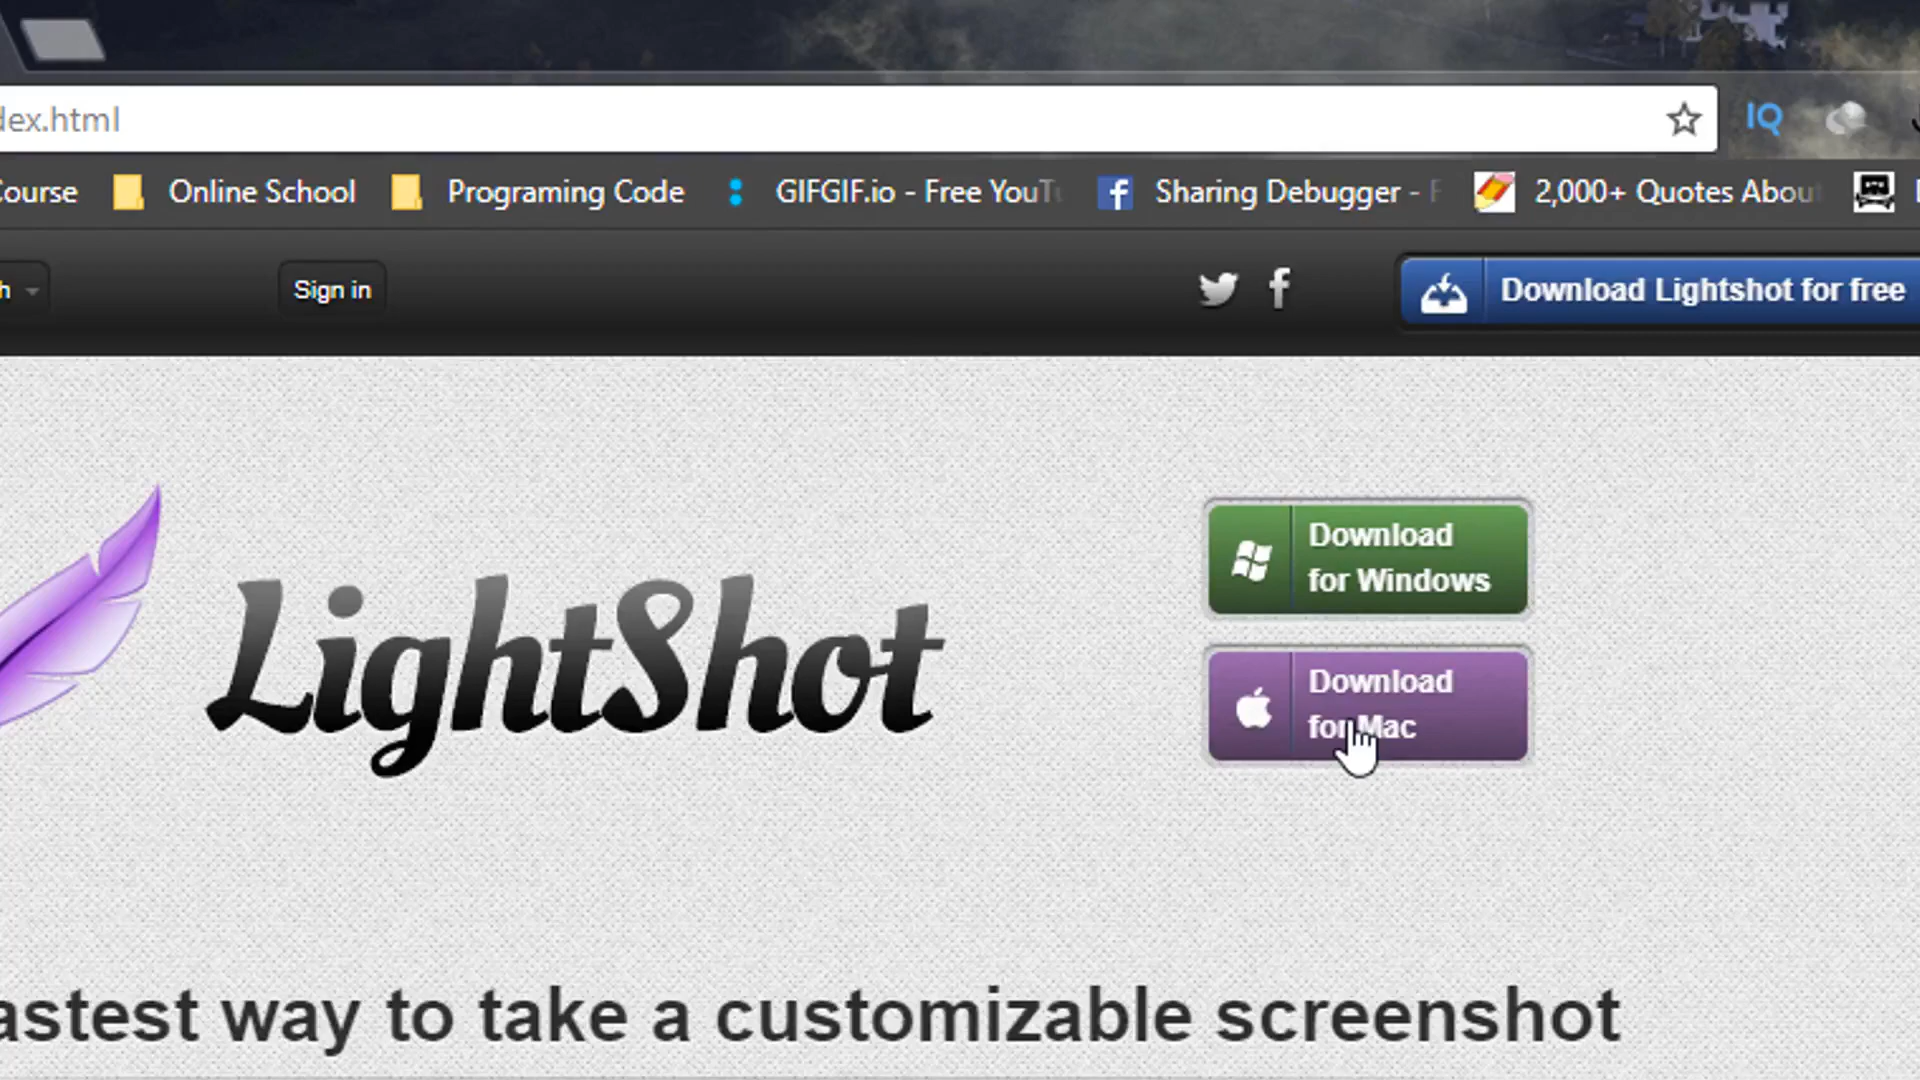 dex.html
IQ
Course
Online School
Programing Code
GIFGIF.io - Free YouT
Sharing Debugger -
2,000+ Quotes Abou
h
Sign in
Download Lightshot for free
LightShot
Download
for Windows
Download
for Mac
astest way to take a customizable screenshot